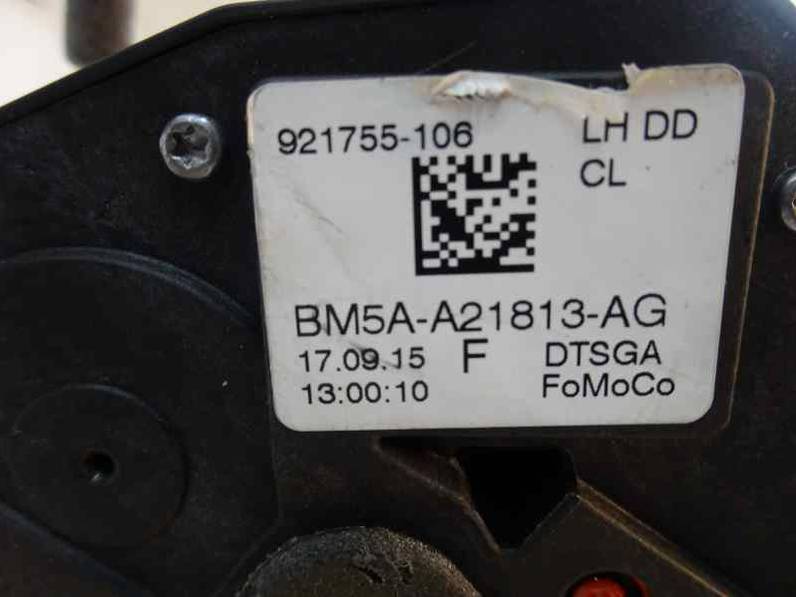 921755-106 LH DD
CL
BM5A-A21813-AG
17.09.15 F DTSGA
13:00:10 FoMoCo